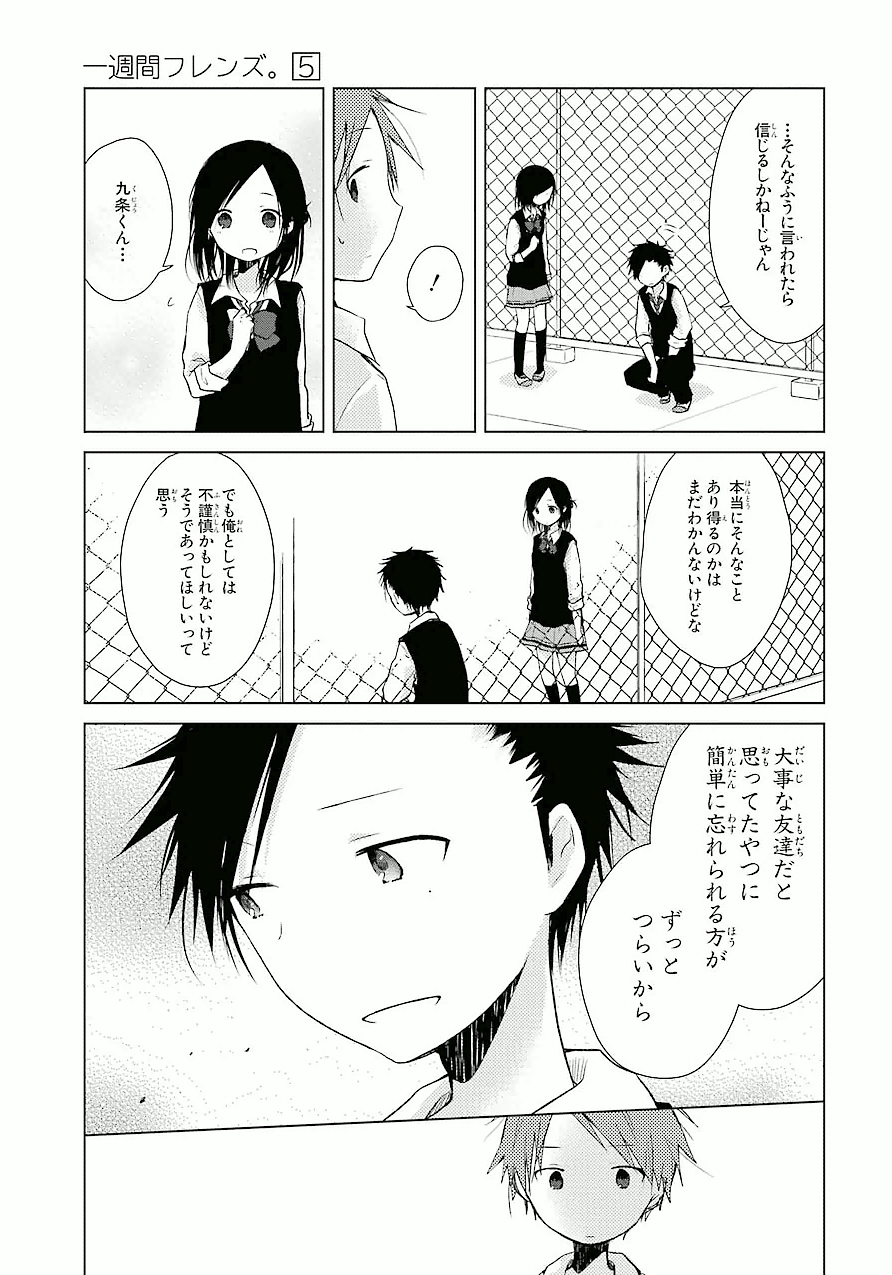 一週間フレンズ。5
…そんなふうに言われたら
信じるしかねーじゃん
！
九条くん…
本当にそんなこと
あり得るのかは
まだわかんないけどな
でも俺としては
不謹慎かもしれないけど
そうであってほしいって
思う
大事な友達だと
思ってたやつに
簡単に忘れられる方が
ずっと
つらいから